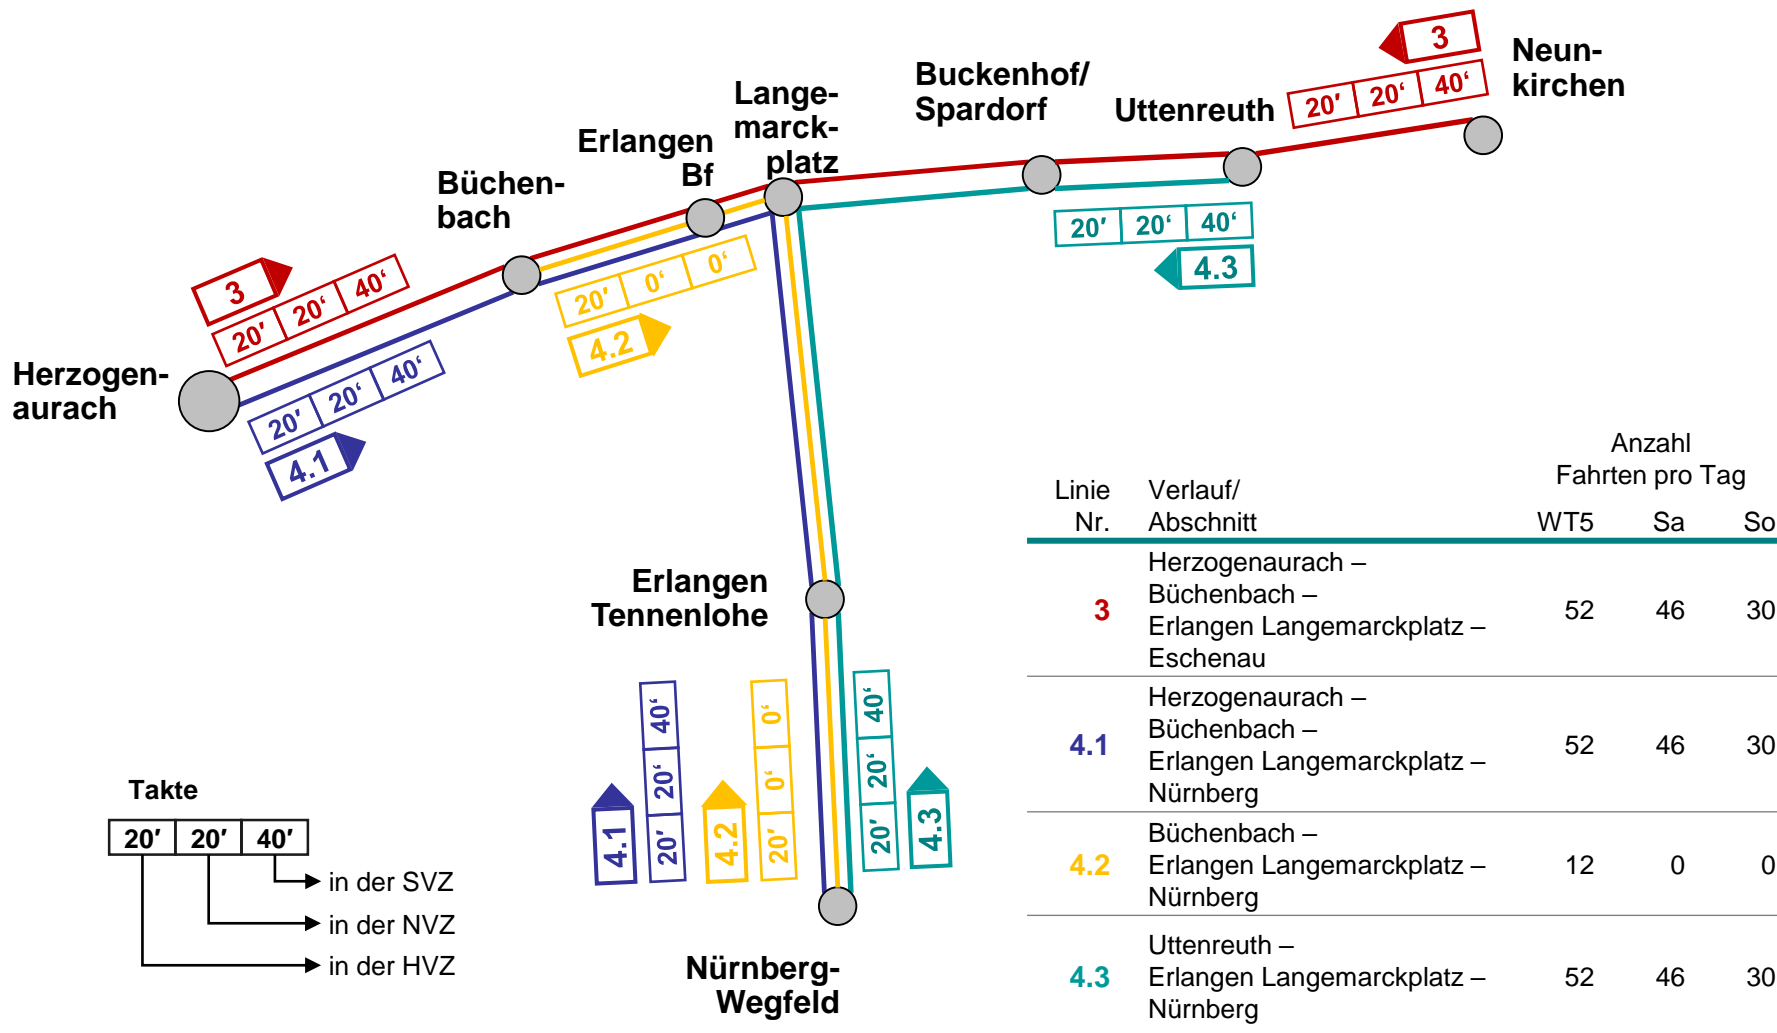 3
20′ 20‘ 40‘
Neun-
kirchen
Buckenhof/
Spardorf
Uttenreuth
Lange-
marck-
platz
Erlangen
Bf
Büchen-
bach
20′ 20‘ 40‘
4.3
3
20′ 20‘ 40‘
20′ 0‘ 0‘
4.2
Herzogen-
aurach
20′ 20‘ 40‘
4.1
Erlangen
Tennenlohe
4.1
20′ 20‘ 40‘
4.2
20′ 0‘ 0‘
20′ 20‘ 40‘
4.3
Nürnberg-
Wegfeld
Takte
20′ 20′ 40′
in der SVZ
in der NVZ
in der HVZ
Anzahl
Fahrten pro Tag
Linie Verlauf/
Nr. Abschnitt WT5 Sa So
Herzogenaurach –
Büchenbach –
3 Erlangen Langemarckplatz – 52 46 30
Eschenau
Herzogenaurach –
Büchenbach –
4.1 Erlangen Langemarckplatz – 52 46 30
Nürnberg
Büchenbach –
4.2 Erlangen Langemarckplatz – 12 0 0
Nürnberg
Uttenreuth –
4.3 Erlangen Langemarckplatz – 52 46 30
Nürnberg